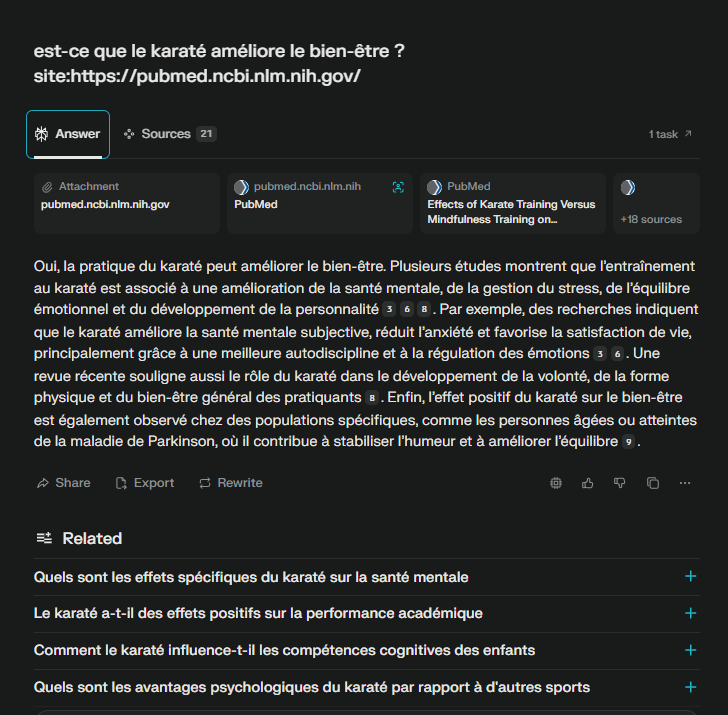 est-ce que le karaté améliore le bien-être ?
site:https://pubmed.ncbi.nlm.nih.gov/
Answer
Sources 21
1 task
Attachment
pubmed.ncbi.nlm.nih.gov
pubmed.ncbi.nlm.nih
PubMed
PubMed
Effects of Karate Training Versus
Mindfulness Training on...
+18 sources
Oui, la pratique du karaté peut améliorer le bien-être. Plusieurs études montrent que l'entraînement
au karaté est associé à une amélioration de la santé mentale, de la gestion du stress, de l'équilibre
émotionnel et du développement de la personnalité 3 6 8 . Par exemple, des recherches indiquent
que le karaté améliore la santé mentale subjective, réduit l'anxiété et favorise la satisfaction de vie,
principalement grâce à une meilleure autodiscipline et à la régulation des émotions 3 6 . Une
revue récente souligne aussi le rôle du karaté dans le développement de la volonté, de la forme
physique et du bien-être général des pratiquants 8 . Enfin, l'effet positif du karaté sur le bien-être
est également observé chez des populations spécifiques, comme les personnes âgées ou atteintes
de la maladie de Parkinson, où il contribue à stabiliser l'humeur et à améliorer l'équilibre 9 .
Share
Export
Rewrite
Related
Quels sont les effets spécifiques du karaté sur la santé mentale
Le karaté a-t-il des effets positifs sur la performance académique
Comment le karaté influence-t-il les compétences cognitives des enfants
Quels sont les avantages psychologiques du karaté par rapport à d'autres sports